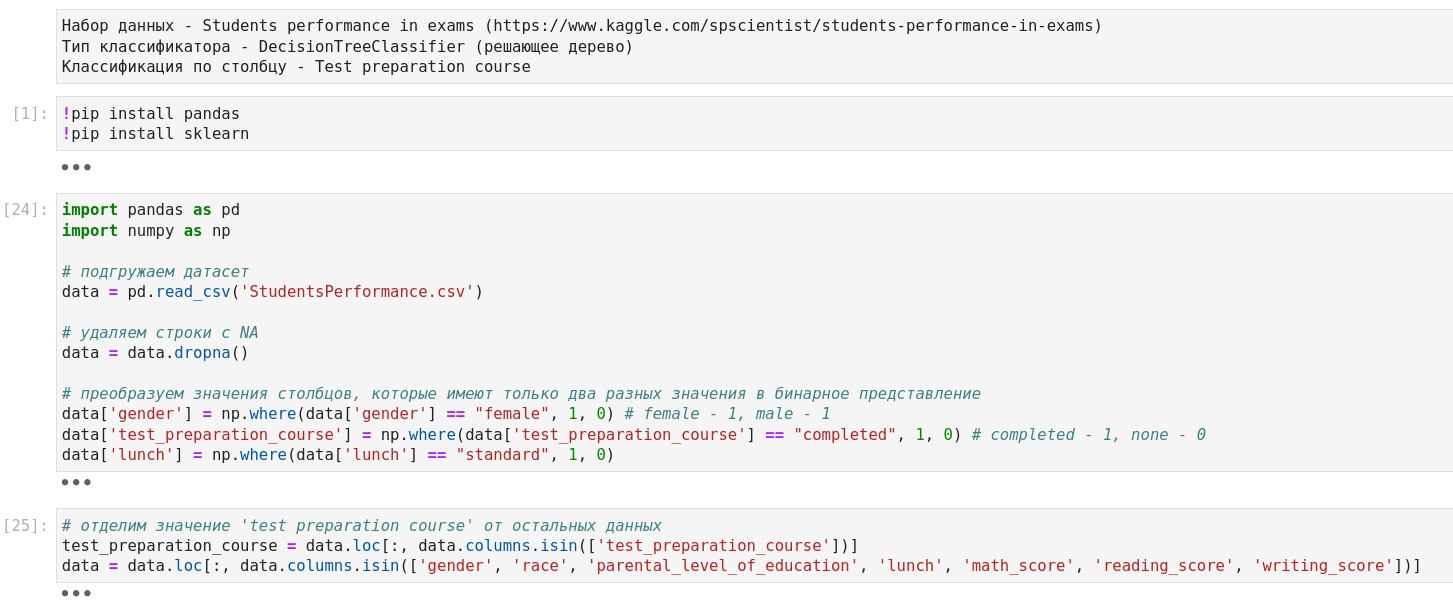 Набор данных - Students performance in exams (https://www.kaggle.com/spscientist/students-performance-in-exams)
Тип классификатора - DecisionTreeClassifier (решающее дерево)
Классификация по столбцу - Test preparation course
[1]:
!pip install pandas
!pip install sklearn
[24]:
import pandas as pd
import numpy as np
# подгружаем датасет
data = pd.read_csv('StudentsPerformance.csv')
# удаляем строки с NA
data = data.dropna()
# преобразуем значения столбцов, которые имеют только два разных значения в бинарное представление
data['gender'] = np.where(data['gender'] == "female", 1, 0) # female - 1, male - 1
data['test_preparation_course'] = np.where(data['test_preparation_course'] == "completed", 1, 0) # completed - 1, none - 0
data['lunch'] = np.where(data['lunch'] == "standard", 1, 0)
[25]:
# отделим значение 'test preparation course' от остальных данных
test_preparation_course = data.loc[:, data.columns.isin(['test_preparation_course'])]
data = data.loc[:, data.columns.isin(['gender', 'race', 'parental_level_of_education', 'lunch', 'math_score', 'reading_score', 'writing_score'])]